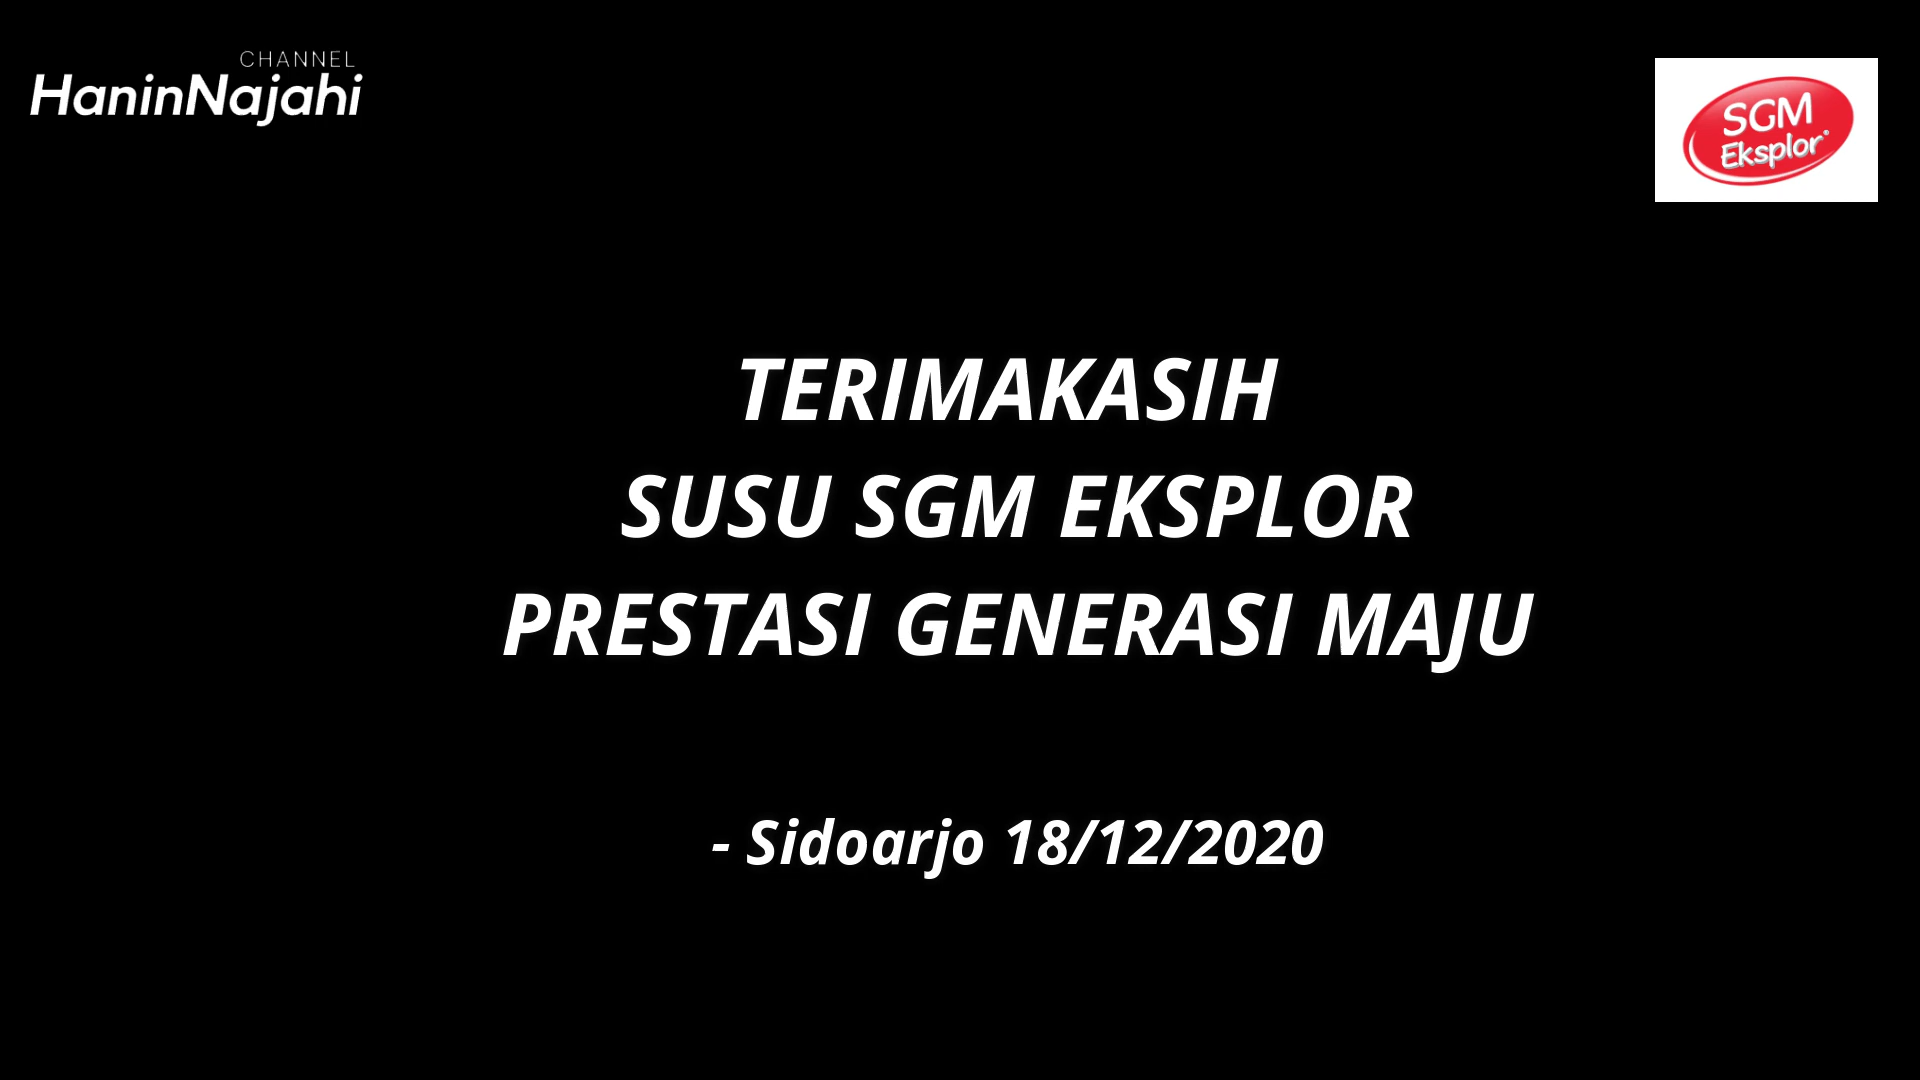 CHANNEL
HaninNajahi
SGM
Eksplor®
TERIMAKASIH
SUSU SGM EKSPLOR
PRESTASI GENERASI MAJU
- Sidoarjo 18/12/2020